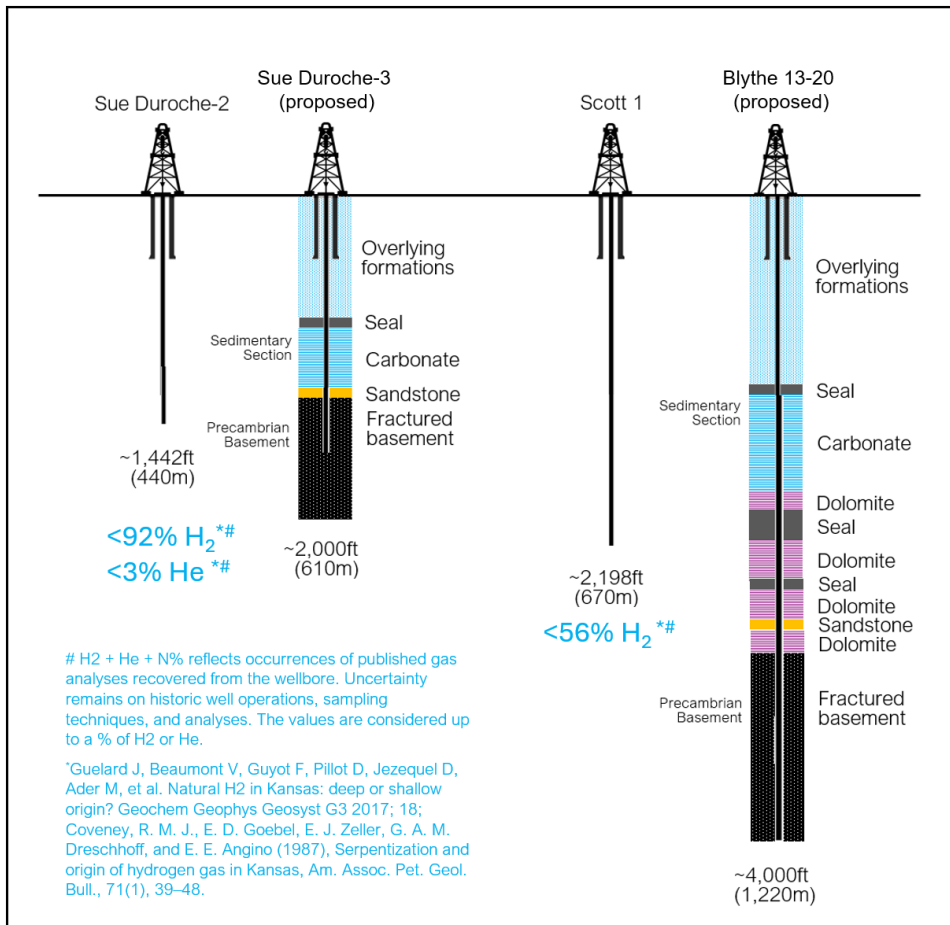 Sue Duroche-2
Sue Duroche-3
(proposed)
Scott 1
Blythe 13-20
(proposed)
Overlying
formations
Seal
Sedimentary
Section
Carbonate
Sandstone
Precambrian
Basement
Fractured
basement
~1,442ft
(440m)
<92% H₂*#
<3% He *#
~2,000ft
(610m)
~2,198ft
(670m)
<56% H₂*#
Overlying
formations
Seal
Sedimentary
Section
Carbonate
Dolomite
Seal
Dolomite
Seal
Dolomite
Sandstone
Dolomite
Precambrian
Basement
Fractured
basement
~4,000ft
(1,220m)
# H2 + He + N% reflects occurrences of published gas
analyses recovered from the wellbore. Uncertainty
remains on historic well operations, sampling
techniques, and analyses. The values are considered up
to a % of H2 or He.
*Guelard J, Beaumont V, Guyot F, Pillot D, Jezequel D,
Ader M, et al. Natural H2 in Kansas: deep or shallow
origin? Geochem Geophys Geosyst G3 2017; 18;
Coveney, R. M. J., E. D. Goebel, E. J. Zeller, G. A. M.
Dreschhoff, and E. E. Angino (1987), Serpentization and
origin of hydrogen gas in Kansas, Am. Assoc. Pet. Geol.
Bull., 71(1), 39–48.